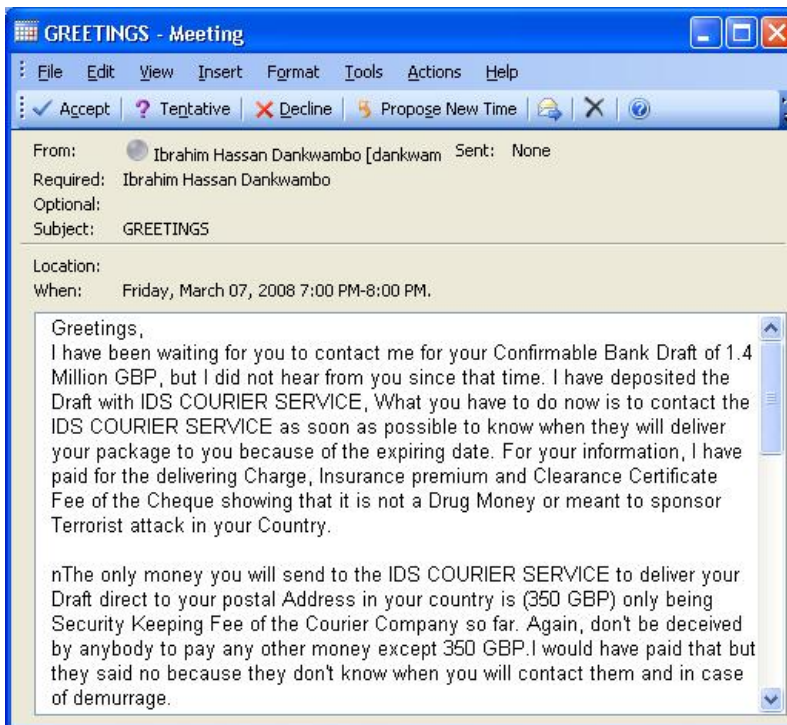 GREETINGS - Meeting
File Edit View Insert Format Tools Actions Help
Accept ? Tentative Decline Propose New Time
From: Ibrahim Hassan Dankwambo [dankwam Sent: None
Required: Ibrahim Hassan Dankwambo
Optional:
Subject: GREETINGS
Location:
When: Friday, March 07, 2008 7:00 PM-8:00 PM.
Greetings,
I have been waiting for you to contact me for your Confirmable Bank Draft of 1.4
Million GBP, but I did not hear from you since that time. I have deposited the
Draft with IDS COURIER SERVICE, What you have to do now is to contact the
IDS COURIER SERVICE as soon as possible to know when they will deliver
your package to you because of the expiring date. For your information, I have
paid for the delivering Charge, Insurance premium and Clearance Certificate
Fee of the Cheque showing that it is not a Drug Money or meant to sponsor
Terrorist attack in your Country.
nThe only money you will send to the IDS COURIER SERVICE to deliver your
Draft direct to your postal Address in your country is (350 GBP) only being
Security Keeping Fee of the Courier Company so far. Again, don't be deceived
by anybody to pay any other money except 350 GBP.I would have paid that but
they said no because they don't know when you will contact them and in case
of demurrage.